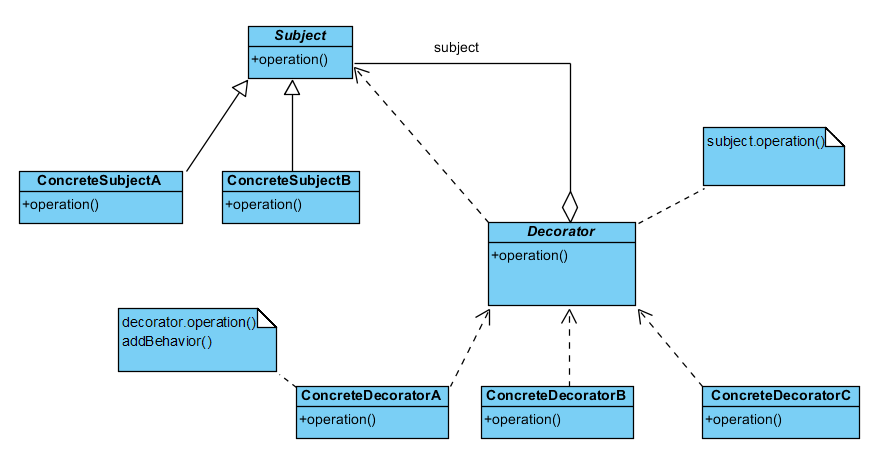 Subject
+operation()
subject
subject.operation()
ConcreteSubjectA
+operation()
ConcreteSubjectB
+operation()
Decorator
+operation()
decorator.operation()
addBehavior()
ConcreteDecoratorA
+operation()
ConcreteDecoratorB
+operation()
ConcreteDecoratorC
+operation()